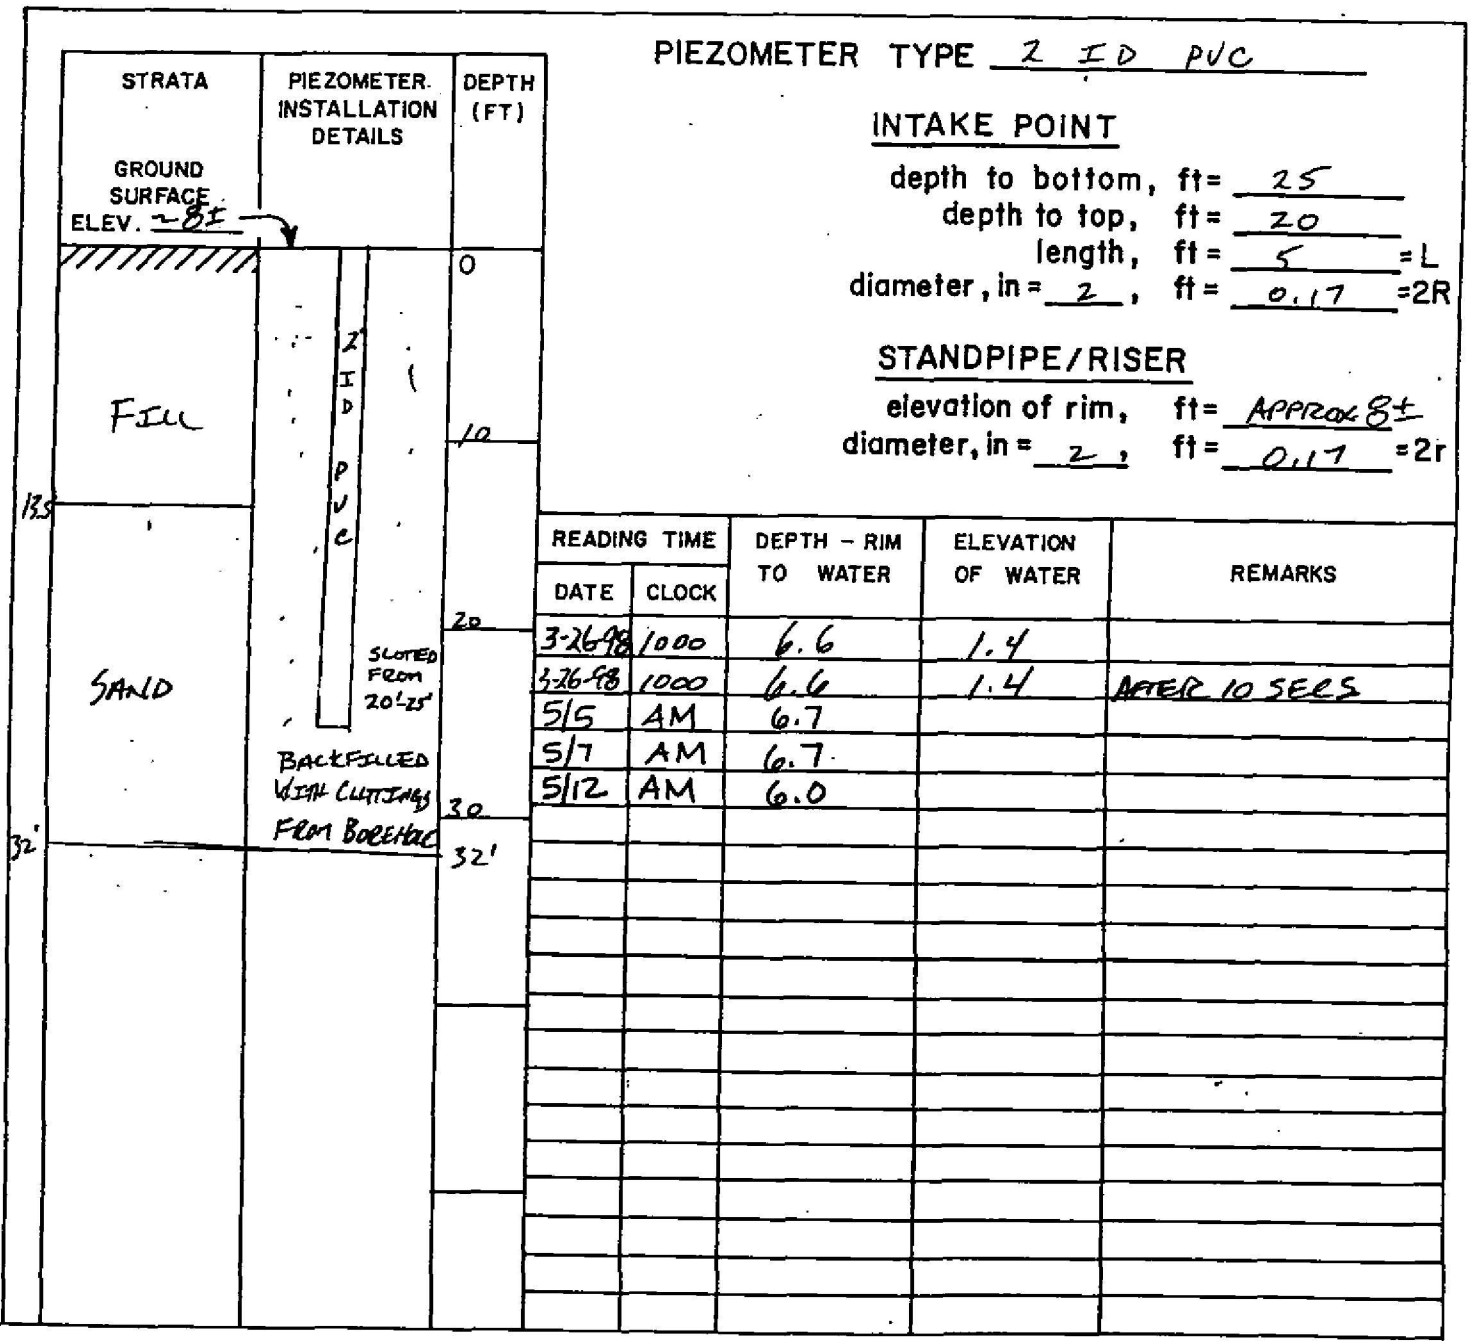 PIEZOMETER TYPE 2 ID PVC
STRATA
PIEZOMETER INSTALLATION DETAILS
DEPTH (FT)
GROUND
SURFACE
ELEV. ~8±
INTAKE POINT
depth to bottom, ft= 25
depth to top, ft= 20
length, ft= 5 =L
diameter, in= 2, ft= 0.17 =2R
STANDPIPE/RISER
elevation of rim, ft= APPROX 8±
diameter, in= 2, ft= 0.17 =2r
0
2" ID PVC
FILL
10
13.5
20
SLOTED
FROM
20'-25'
SAND
BACKFILLED
WITH CUTTINGS
FROM BOREHOLE
30
32'
32'
READING TIME DEPTH - RIM TO WATER ELEVATION OF WATER REMARKS
DATE CLOCK
3-26-98 1000 6.6 1.4
3-26-98 1000 6.6 1.4 AFTER 10 SECS
5/5 AM 6.7
5/7 AM 6.7
5/12 AM 6.0